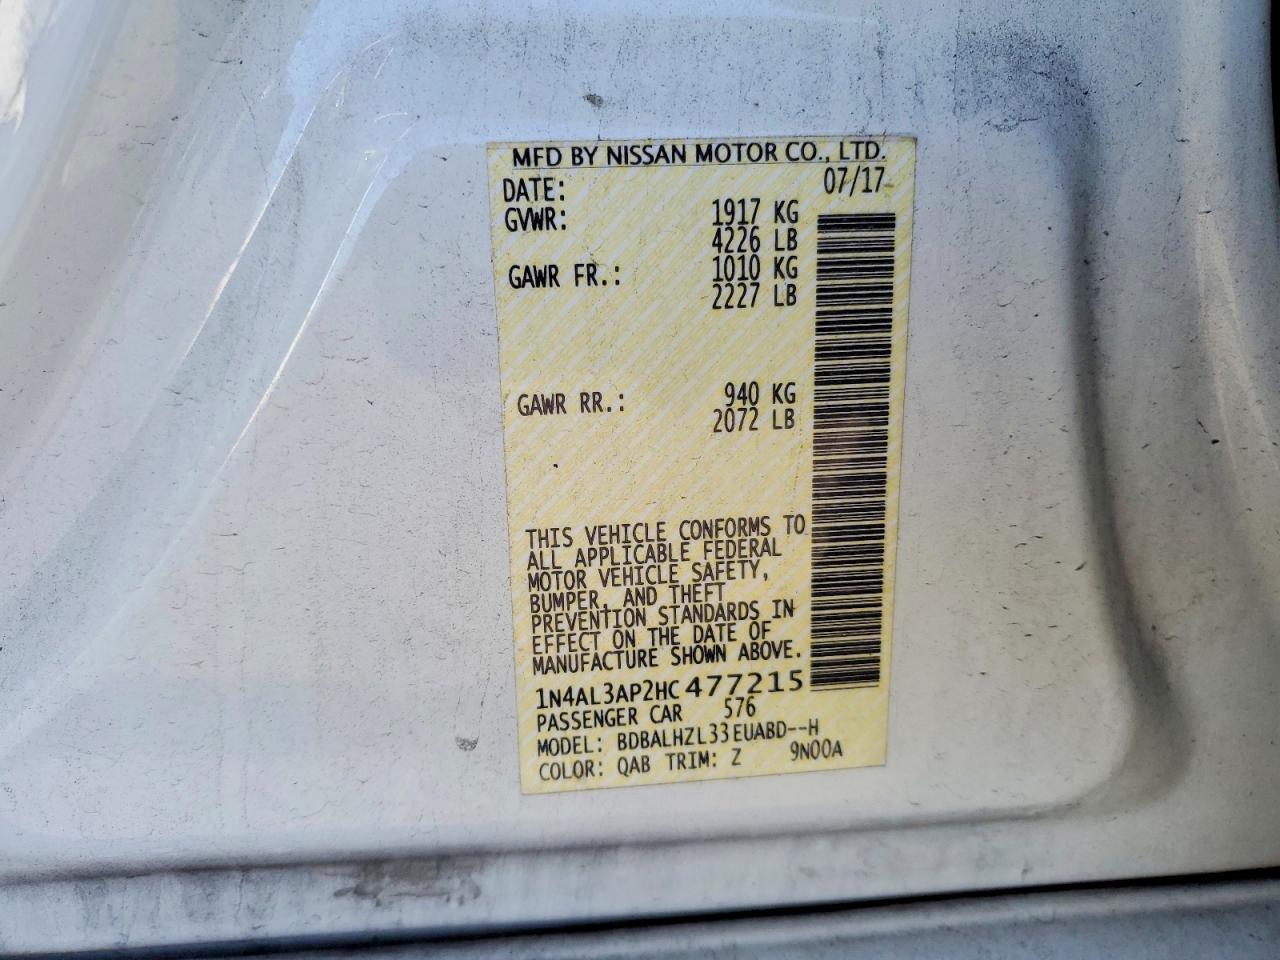 MFD BY NISSAN MOTOR CO., LTD.
DATE: 07/17
GVWR: 1917 KG
4226 LB
GAWR FR.: 1010 KG
2227 LB
GAWR RR.: 940 KG
2072 LB
THIS VEHICLE CONFORMS TO
ALL APPLICABLE FEDERAL
MOTOR VEHICLE SAFETY,
BUMPER, AND THEFT
PREVENTION STANDARDS IN
EFFECT ON THE DATE OF
MANUFACTURE SHOWN ABOVE.
1N4AL3AP2HC477215
PASSENGER CAR 576
MODEL: BDBALHZL33EUABD--H
COLOR: QAB TRIM: Z 9N00A